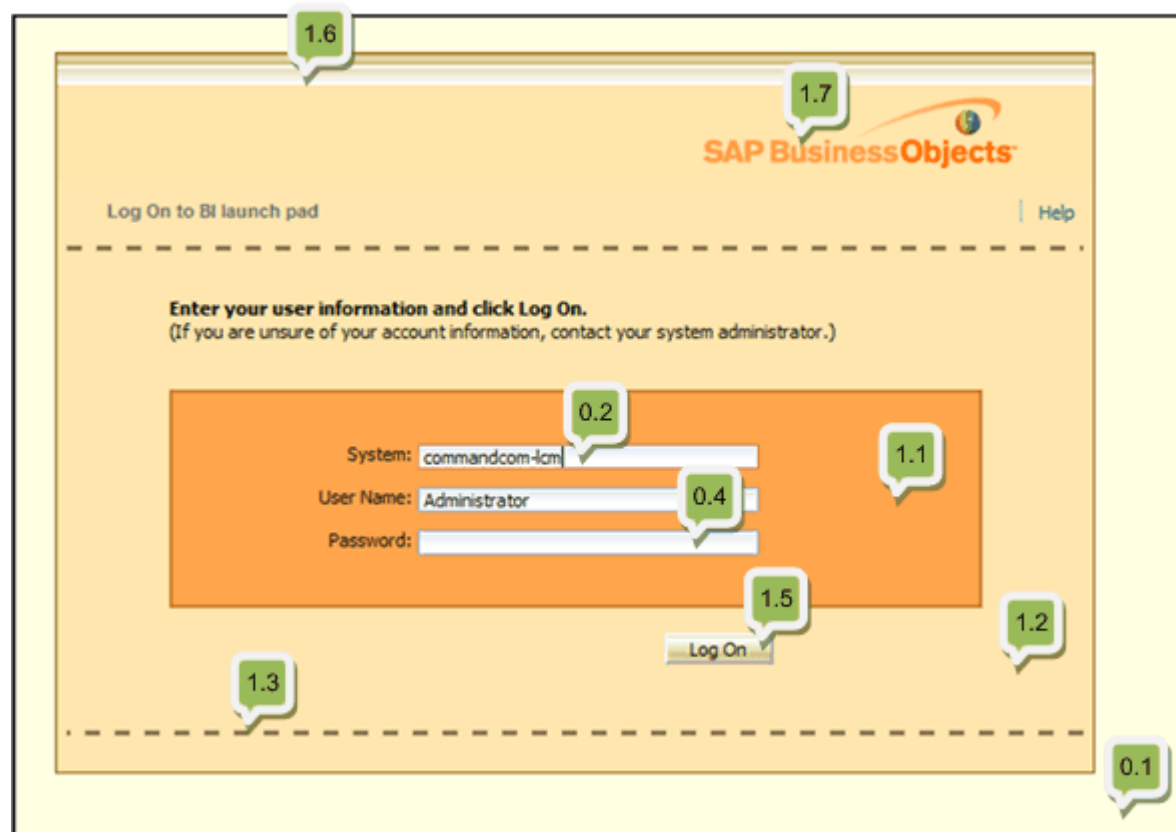 1.6
1.7
SAP BusinessObjects™
Log On to BI launch pad
Help
Enter your user information and click Log On.
(If you are unsure of your account information, contact your system administrator.)
0.2
System: commandcom-lcm
1.1
User Name: Administrator
0.4
Password:
1.5
1.2
Log On
1.3
0.1